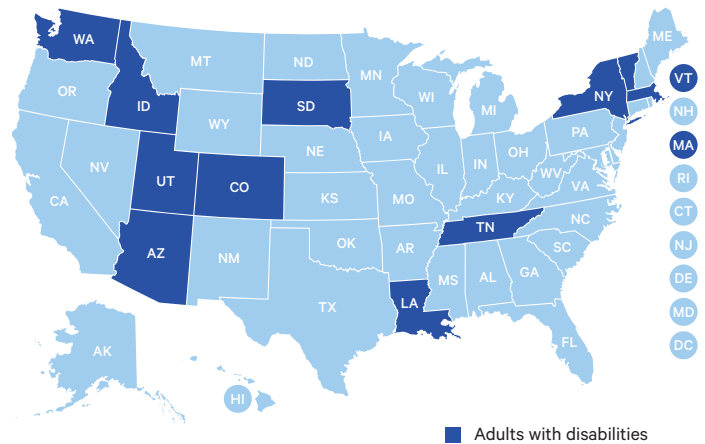 WA
MT
ND
MN
ME
OR
ID
SD
WI
MI
NY
VT
WY
NH
IA
PA
MA
NE
OH
NV
IL
IN
WV
RI
UT
CO
VA
CA
KS
MO
KY
CT
NC
TN
NJ
AZ
OK
AR
NM
SC
DE
MS
AL
GA
LA
TX
MD
FL
DC
AK
HI
Adults with disabilities